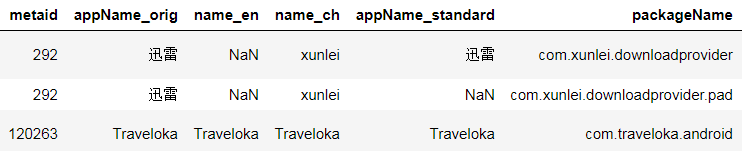 metaid appName_orig name_en name_ch appName_standard packageName
292 迅雷 NaN xunlei 迅雷 com.xunlei.downloadprovider
292 迅雷 NaN xunlei NaN com.xunlei.downloadprovider.pad
120263 Traveloka Traveloka Traveloka Traveloka com.traveloka.android